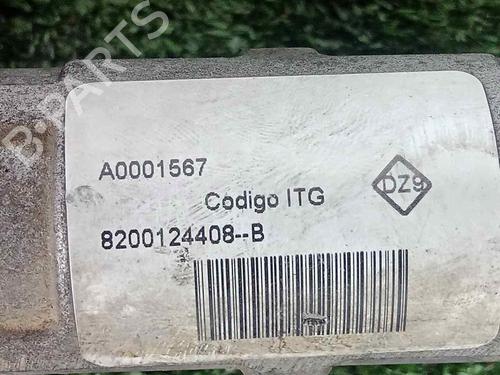 B-PARTS
A0001567
DZ9
Codigo ITG
8200124408--B